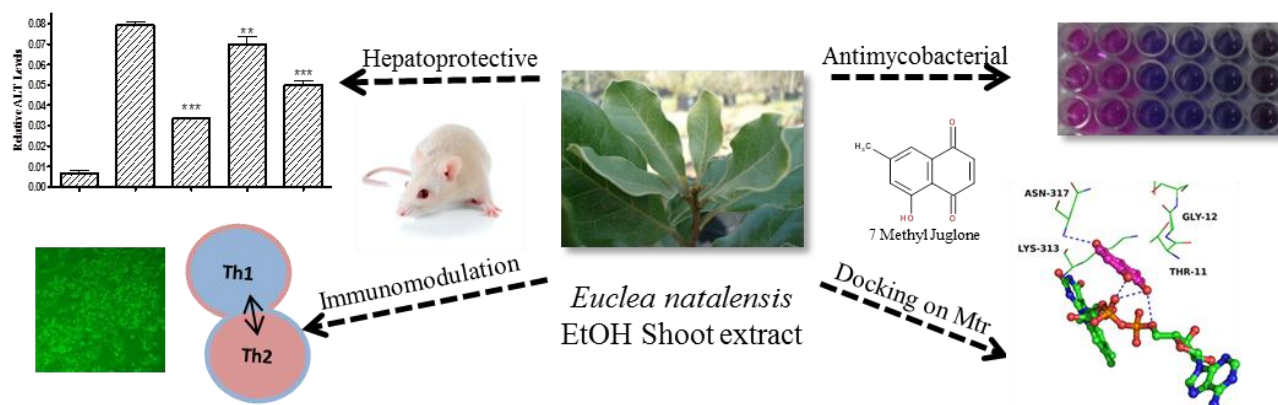 0.08
0.07
0.06
0.05
0.04
0.03
0.02
0.01
0.00
Relative ALT Levels
***
**
***
Hepatoprotective
Antimycobacterial
H₃C
O
HO
O
7 Methyl Juglone
ASN-317
GLY-12
LYS-313
THR-11
Th1
Th2
Immunomodulation
Euclea natalensis
EtOH Shoot extract
Docking on Mtr